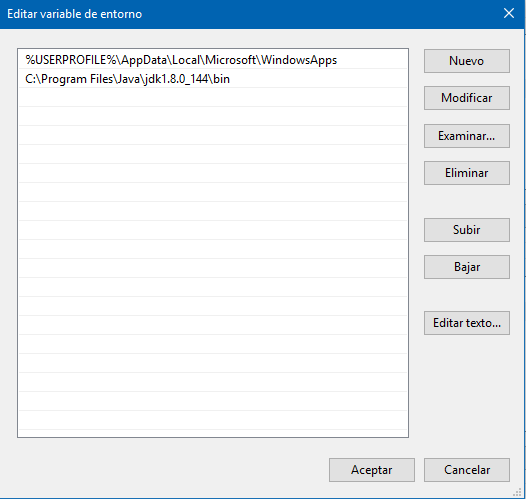 Editar variable de entorno
%USERPROFILE%\AppData\Local\Microsoft\WindowsApps
C:\Program Files\Java\jdk1.8.0_144\bin
Nuevo
Modificar
Examinar...
Eliminar
Subir
Bajar
Editar texto...
Aceptar
Cancelar